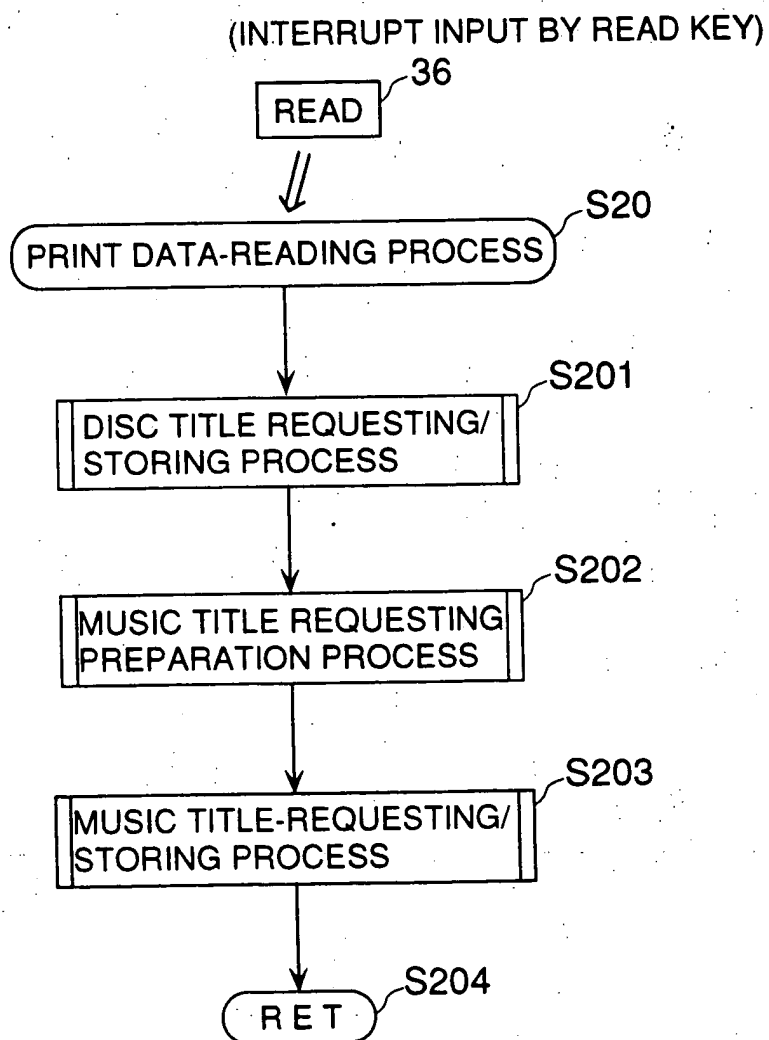 (INTERRUPT INPUT BY READ KEY)
36
READ
S20
PRINT DATA-READING PROCESS
S201
DISC TITLE REQUESTING/
STORING PROCESS
S202
MUSIC TITLE REQUESTING
PREPARATION PROCESS
S203
MUSIC TITLE-REQUESTING/
STORING PROCESS
S204
R E T